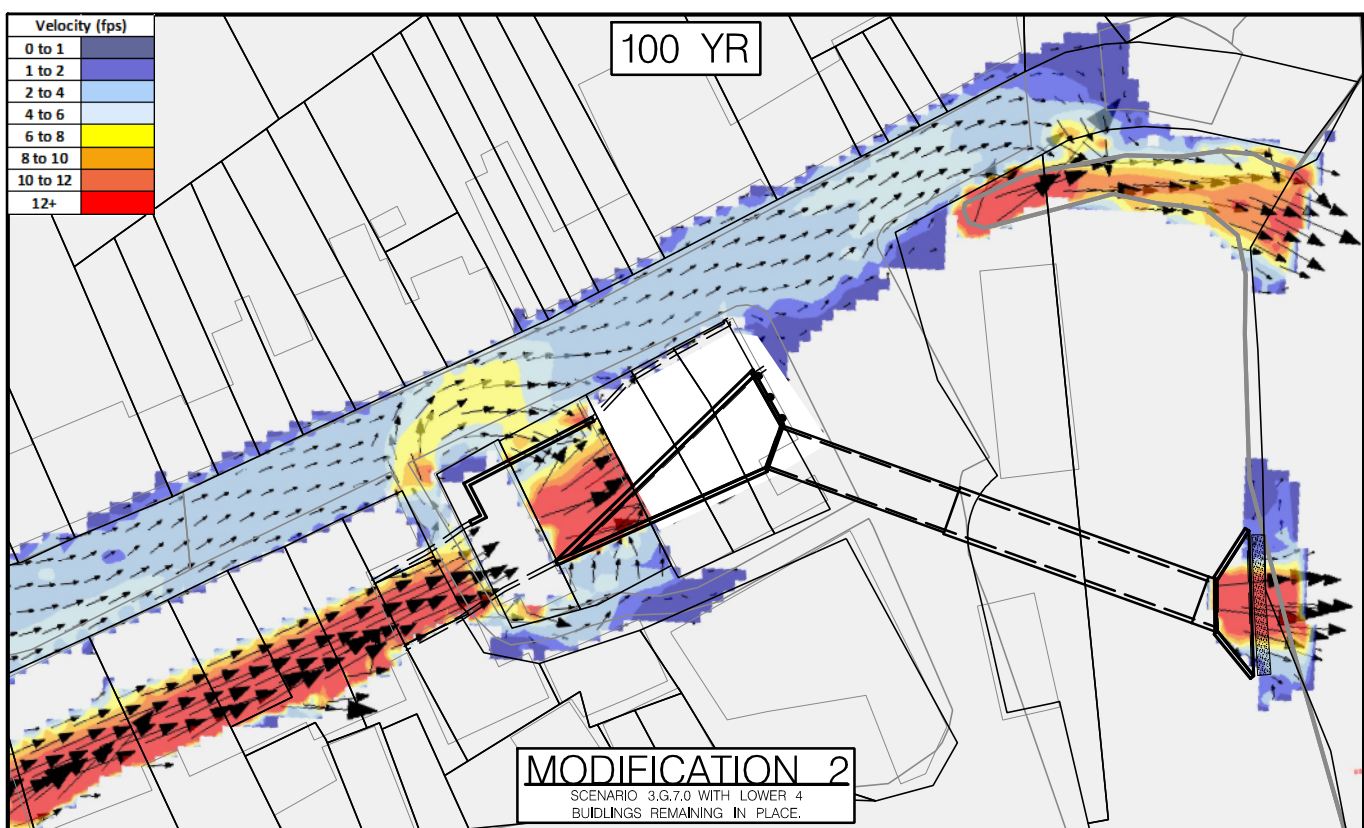 Velocity (fps)
0 to 1
1 to 2
2 to 4
4 to 6
6 to 8
8 to 10
10 to 12
12+
100 YR
MODIFICATION 2
SCENARIO 3.G.7.0 WITH LOWER 4
BUIDLINGS REMAINING IN PLACE.